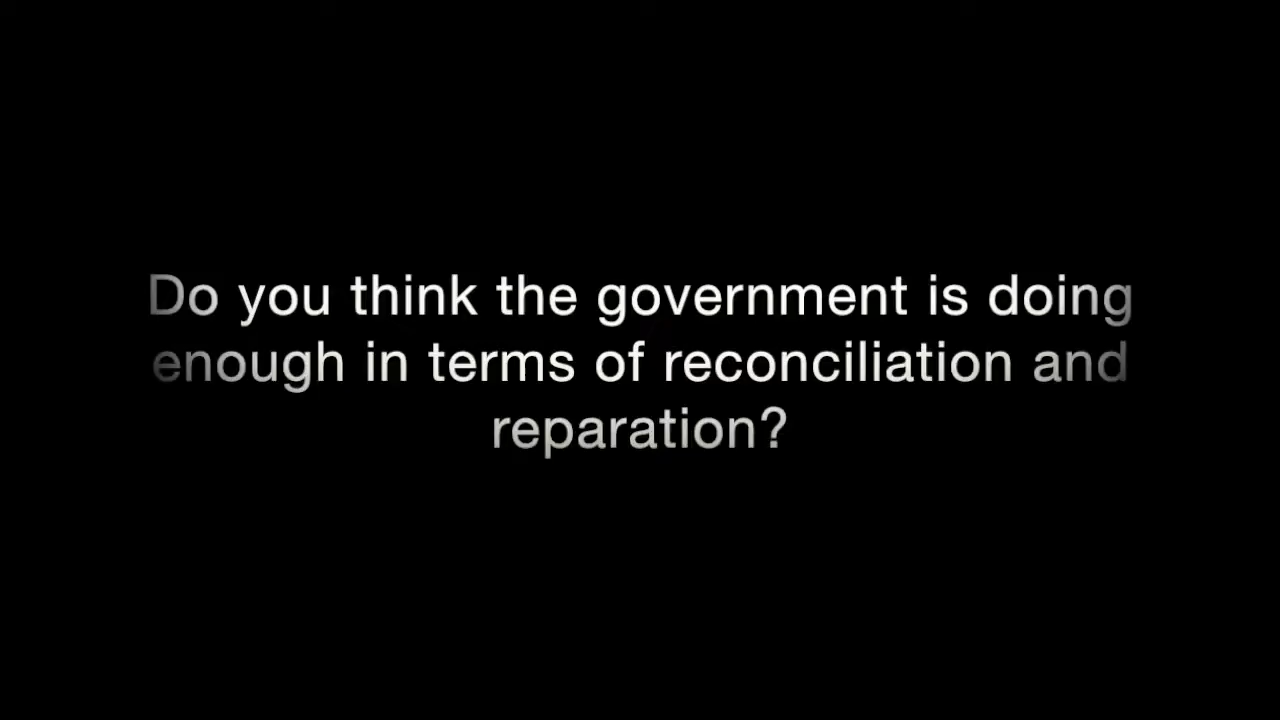 Do you think the government is doing
enough in terms of reconciliation and
reparation?